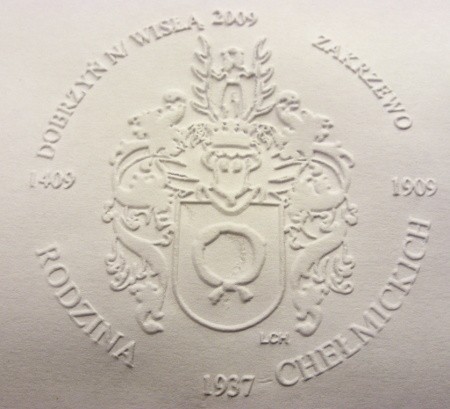 DOBRZYŃ N/ WISŁĄ 2009
ZAKRZEWO
1409
1909
RODZINA
CHEŁMICKICH
1937
LCH